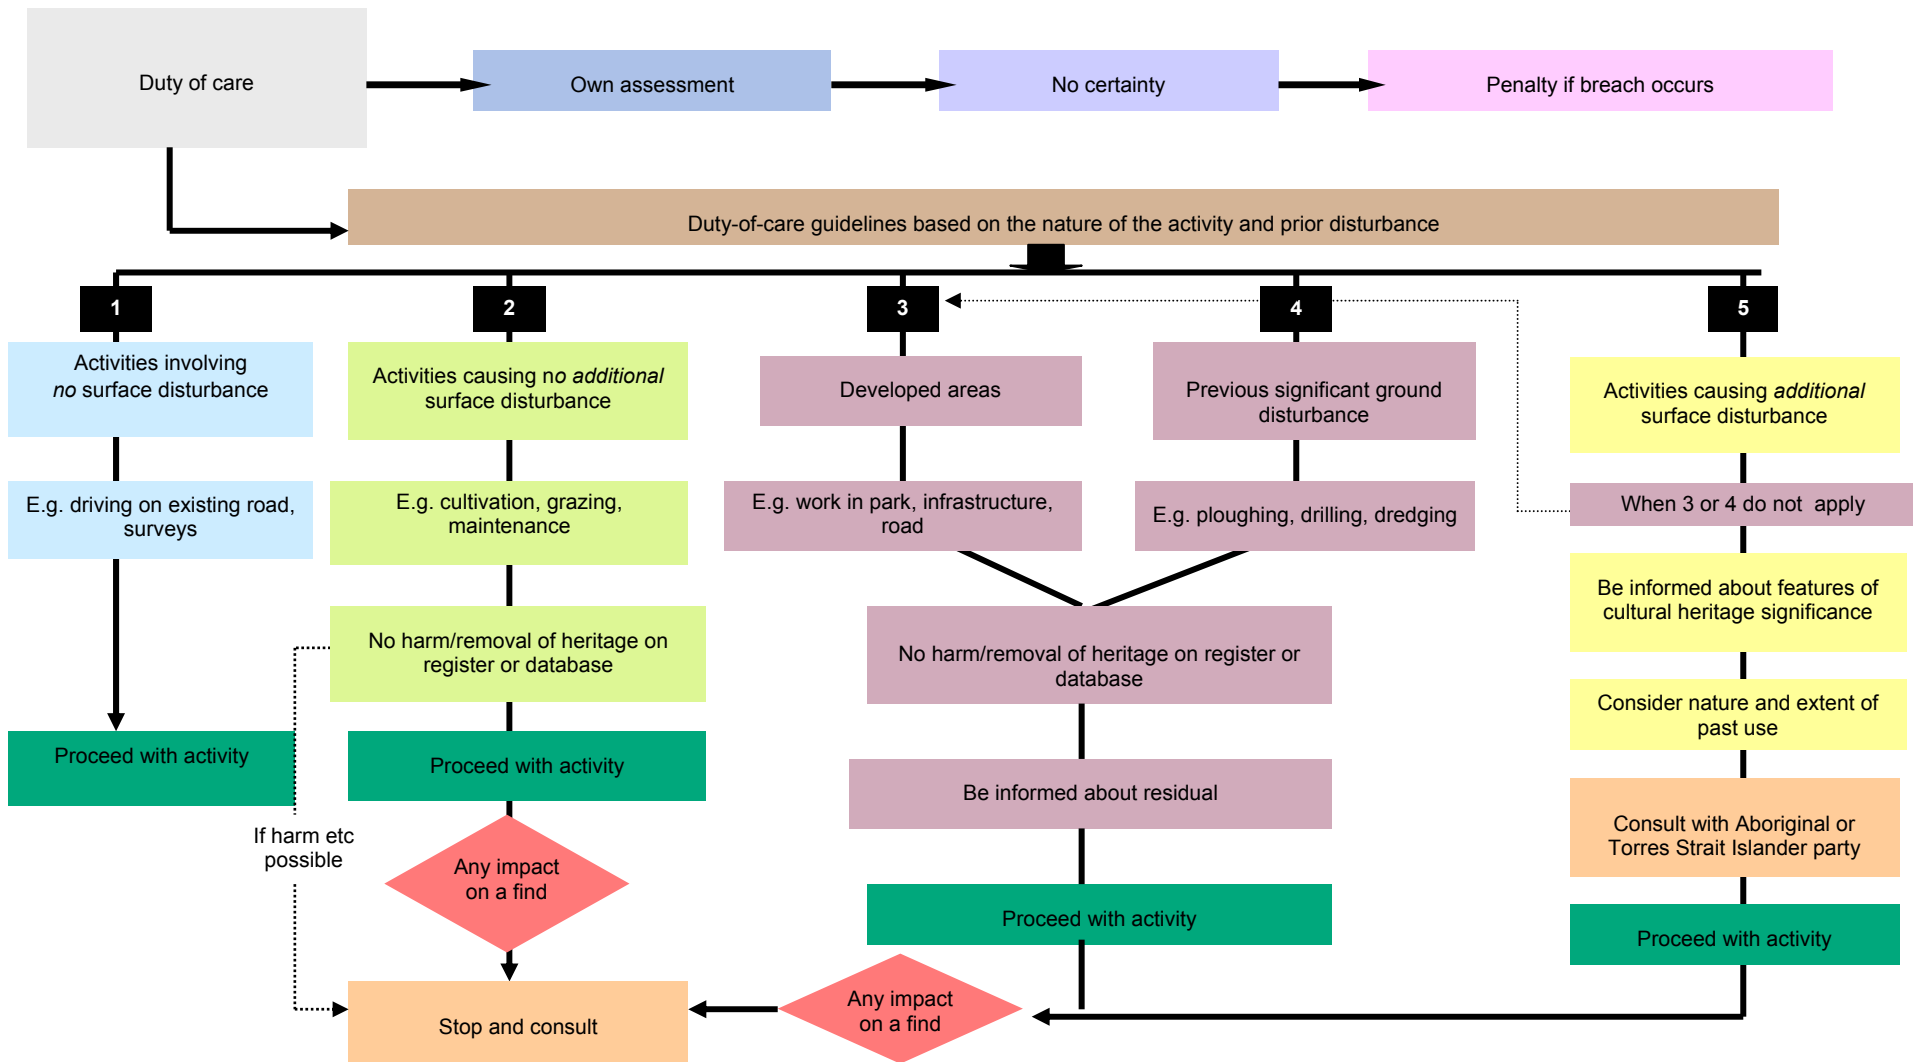 Duty of care
Own assessment
No certainty
Penalty if breach occurs
Duty-of-care guidelines based on the nature of the activity and prior disturbance
1
2
3
4
5
Activities involving
no surface disturbance
Activities causing no additional
surface disturbance
Developed areas
Previous significant ground
disturbance
Activities causing additional
surface disturbance
E.g. driving on existing road,
surveys
E.g. cultivation, grazing,
maintenance
E.g. work in park, infrastructure,
road
E.g. ploughing, drilling, dredging
When 3 or 4 do not apply
Be informed about features of
cultural heritage significance
No harm/removal of heritage on
register or database
No harm/removal of heritage on register or
database
Consider nature and extent of
past use
Proceed with activity
Proceed with activity
Be informed about residual
Consult with Aboriginal or
Torres Strait Islander party
If harm etc
possible
Any impact
on a find
Proceed with activity
Proceed with activity
Stop and consult
Any impact
on a find